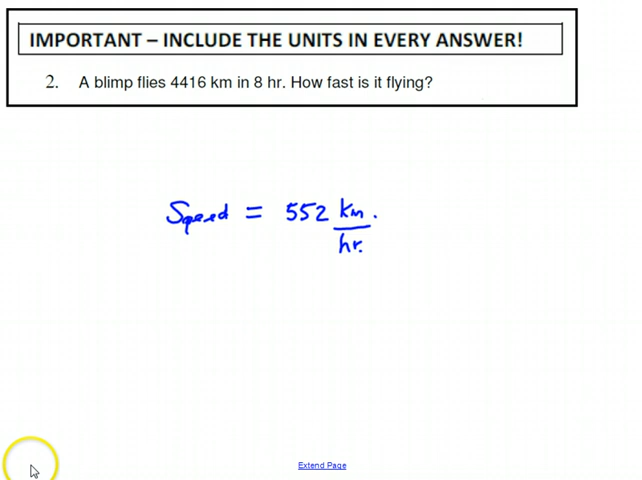 IMPORTANT – INCLUDE THE UNITS IN EVERY ANSWER!
2. A blimp flies 4416 km in 8 hr. How fast is it flying?
Speed = 552 km.
hr.
Extend Page